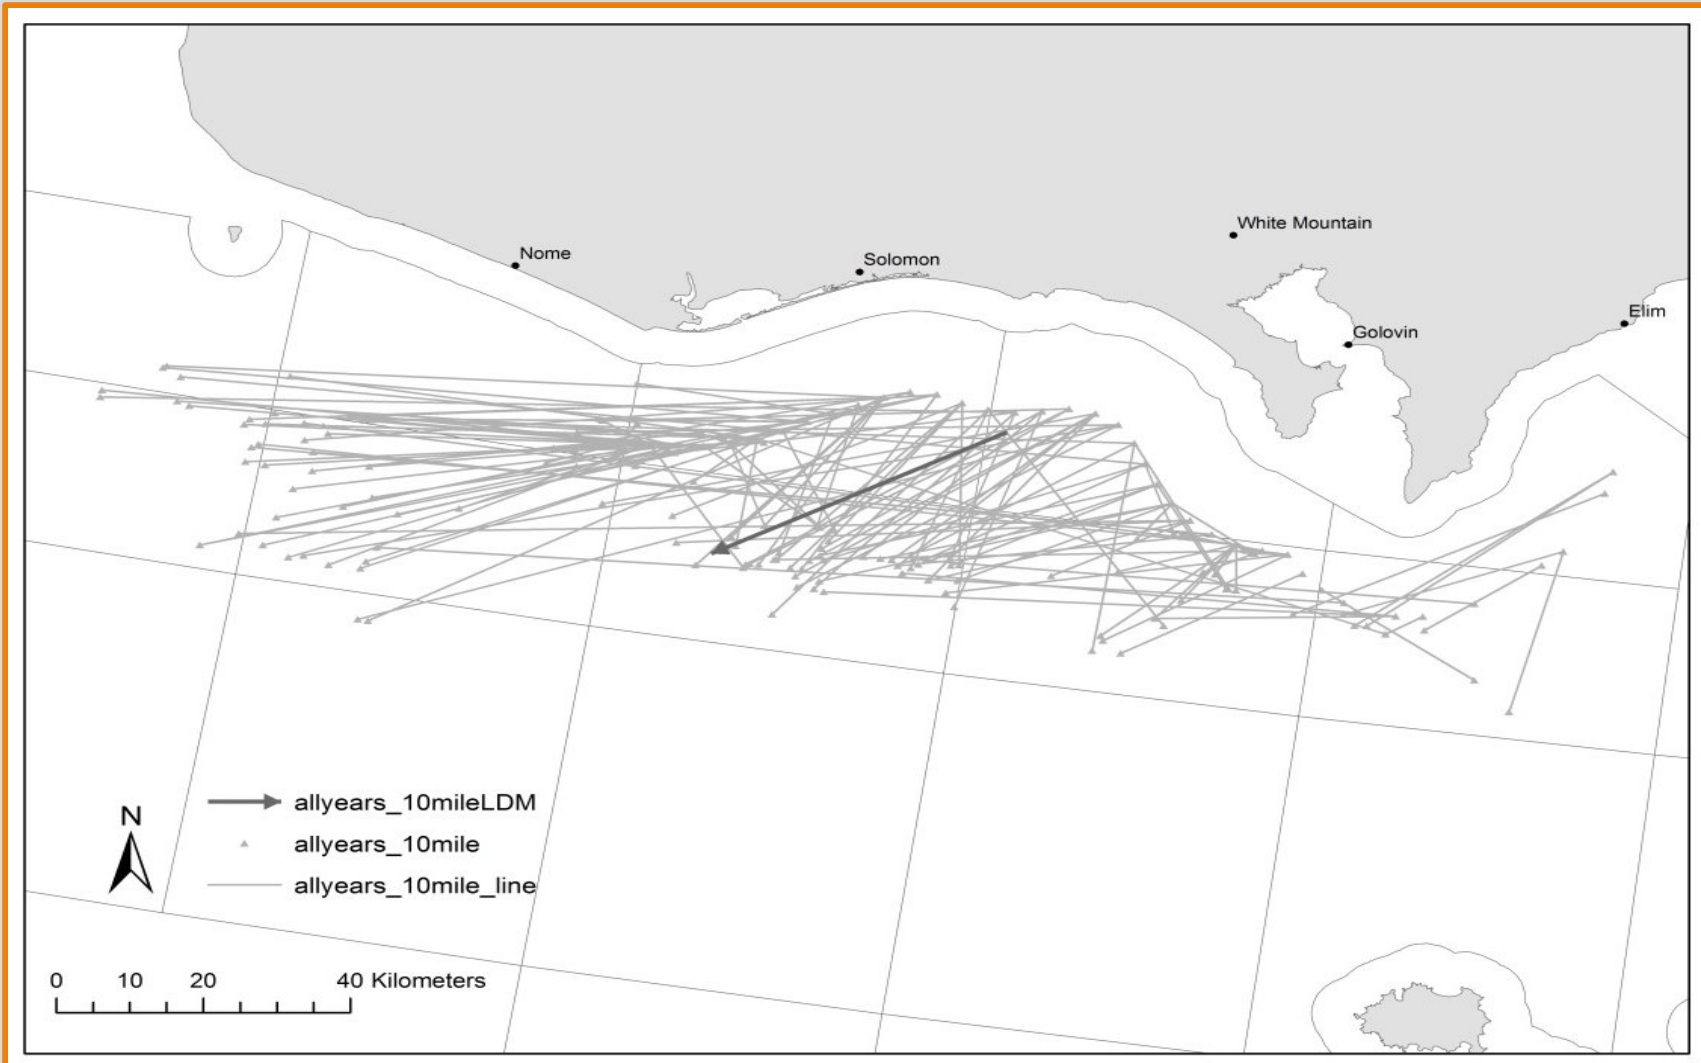 White Mountain
Nome
Solomon
Elim
Golovin
allyears_10mileLDM
N
allyears_10mile
allyears_10mile_line
0 10 20 40 Kilometers